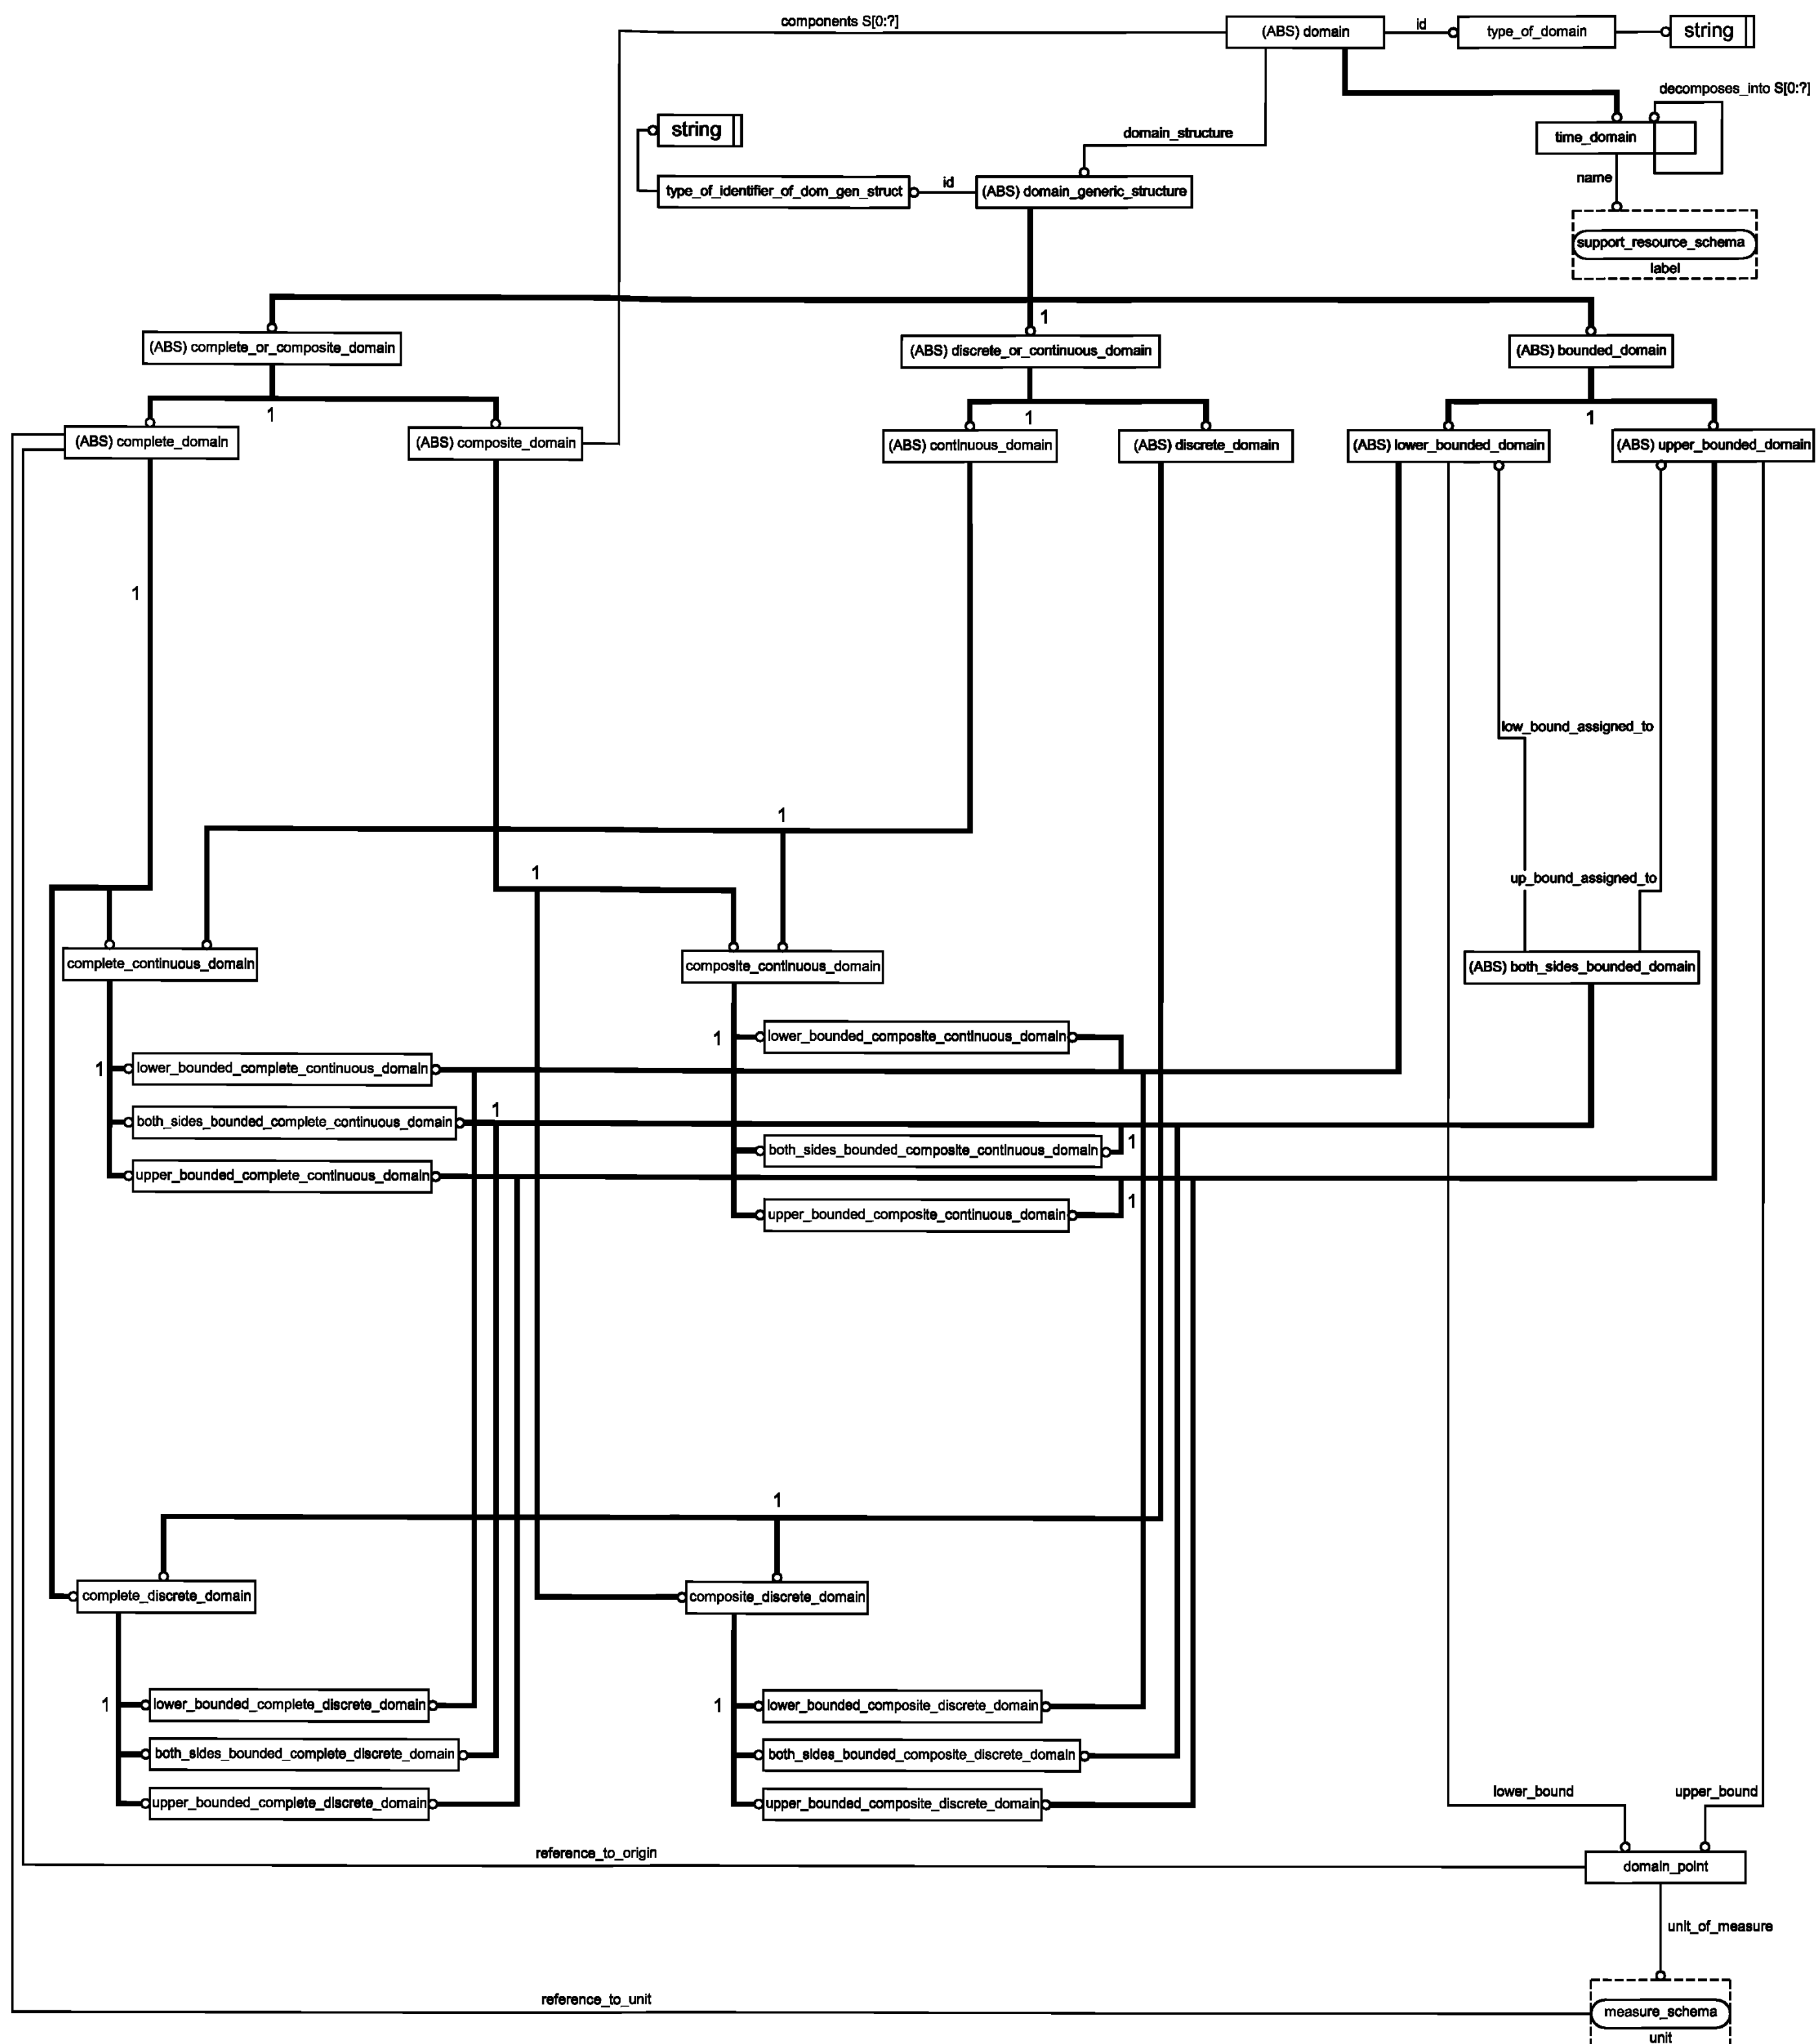 components S[0:?]
(ABS) domain
id
type_of_domain
string
decomposes_into S[0:?]
string
domain_structure
time_domain
name
type_of_identifier_of_dom_gen_struct
id
(ABS) domain_generic_structure
support_resource_schema
label
1
(ABS) complete_or_composite_domain
(ABS) discrete_or_continuous_domain
(ABS) bounded_domain
1
1
1
(ABS) complete_domain
(ABS) composite_domain
(ABS) continuous_domain
(ABS) discrete_domain
(ABS) lower_bounded_domain
(ABS) upper_bounded_domain
1
low_bound_assigned_to
1
1
up_bound_assigned_to
complete_continuous_domain
composite_continuous_domain
(ABS) both_sides_bounded_domain
1
lower_bounded_composite_continuous_domain
1
lower_bounded_complete_continuous_domain
1
both_sides_bounded_complete_continuous_domain
both_sides_bounded_composite_continuous_domain
1
upper_bounded_complete_continuous_domain
1
upper_bounded_composite_continuous_domain
1
complete_discrete_domain
composite_discrete_domain
1
lower_bounded_complete_discrete_domain
1
lower_bounded_composite_discrete_domain
both_sides_bounded_complete_discrete_domain
both_sides_bounded_composite_discrete_domain
upper_bounded_complete_discrete_domain
upper_bounded_composite_discrete_domain
lower_bound
upper_bound
reference_to_origin
domain_point
unit_of_measure
reference_to_unit
measure_schema
unit